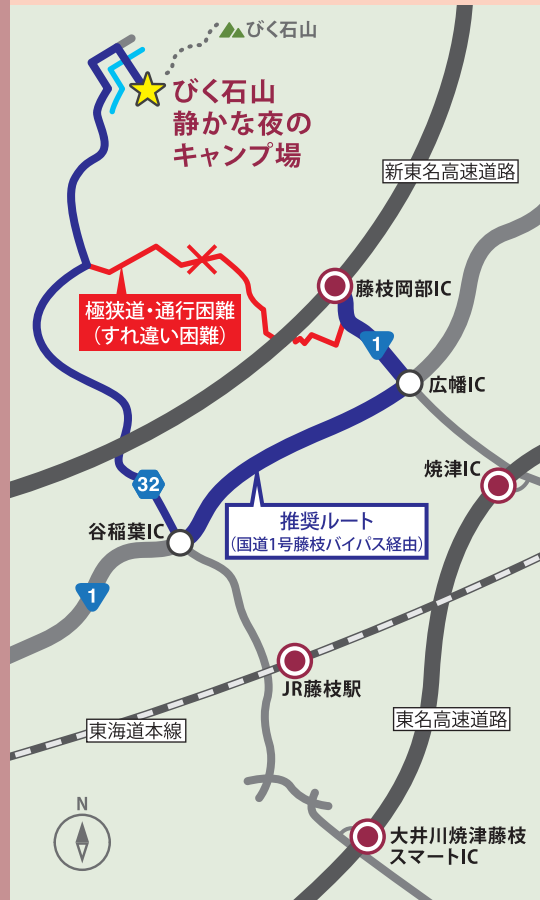 びく石山
びく石山
静かな夜の
キャンプ場
新東名高速道路
藤枝岡部IC
極狭道・通行困難
（すれ違い困難）
1
広幡IC
焼津IC
32
推奨ルート
（国道1号藤枝バイパス経由）
谷稲葉IC
1
JR藤枝駅
東海道本線
東名高速道路
N
大井川焼津藤枝
スマートIC